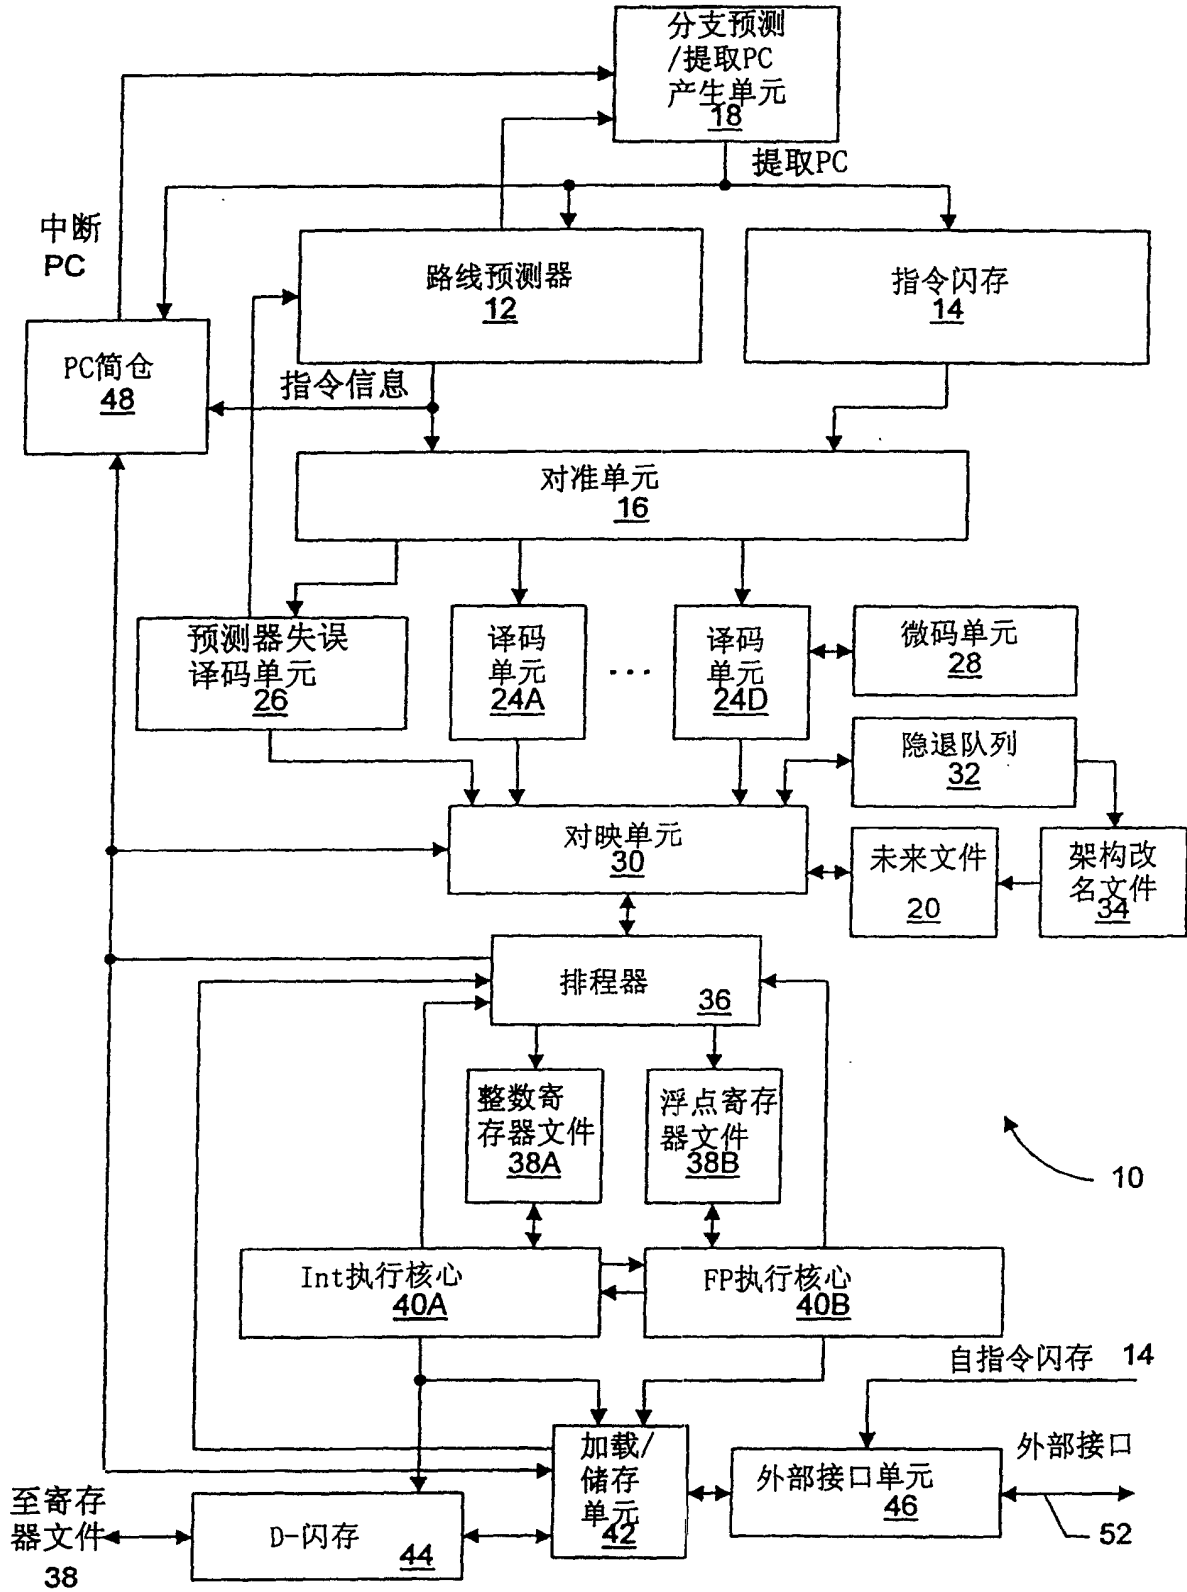 分支预测
/提取PC
产生单元
18
提取PC
中断
PC
路线预测器
12
指令闪存
14
PC筒仓
48
指令信息
对准单元
16
预测器失误
译码单元
26
译码
单元
24A
...
译码
单元
24D
微码单元
28
隐退队列
32
对映单元
30
未来文件
20
架构改
名文件
34
排程器
36
整数寄
存器文件
38A
浮点寄存
器文件
38B
10
Int执行核心
40A
FP执行核心
40B
自指令闪存 14
加载/
储存
单元
42
外部接口单元
46
外部接口
52
至寄存
器文件
38
D-闪存
44